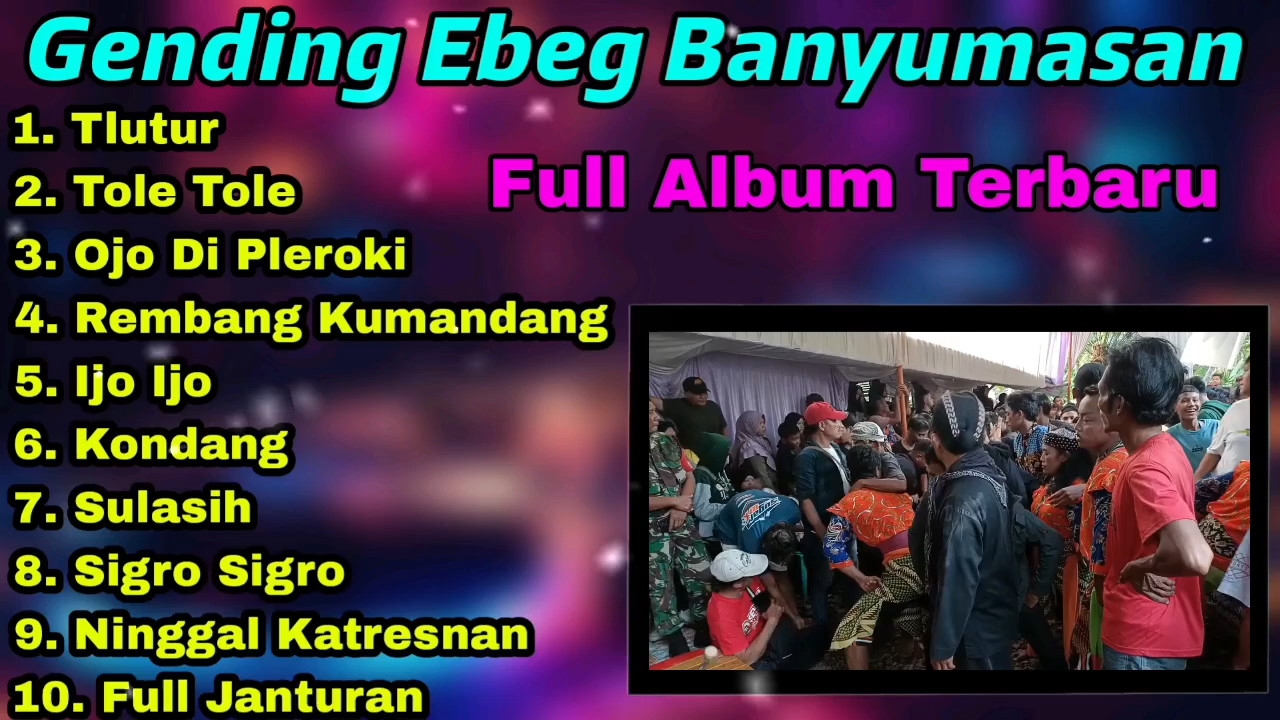 Gending Ebeg Banyumasan
Full Album Terbaru
1. Tlutur
2. Tole Tole
3. Ojo Di Pleroki
4. Rembang Kumandang
5. Ijo Ijo
6. Kondang
7. Sulasih
8. Sigro Sigro
9. Ninggal Katresnan
10. Full Janturan